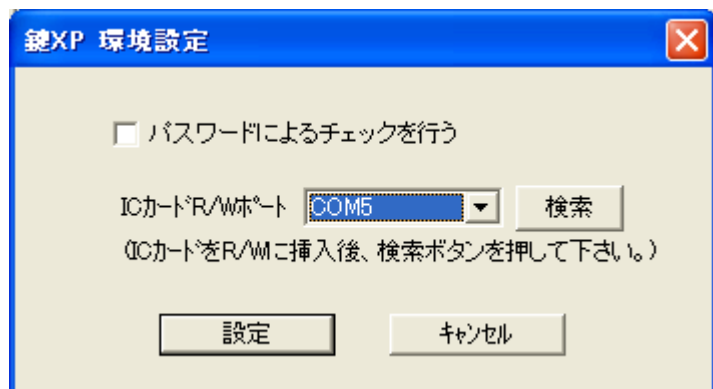 鍵XP 環境設定
パスワードによるチェックを行う
ICｶｰﾄﾞR/Wﾎﾟｰﾄ COM5 検索
(ICｶｰﾄﾞをR/Wに挿入後、検索ボタンを押して下さい。)
設定 ｷｬﾝｾﾙ